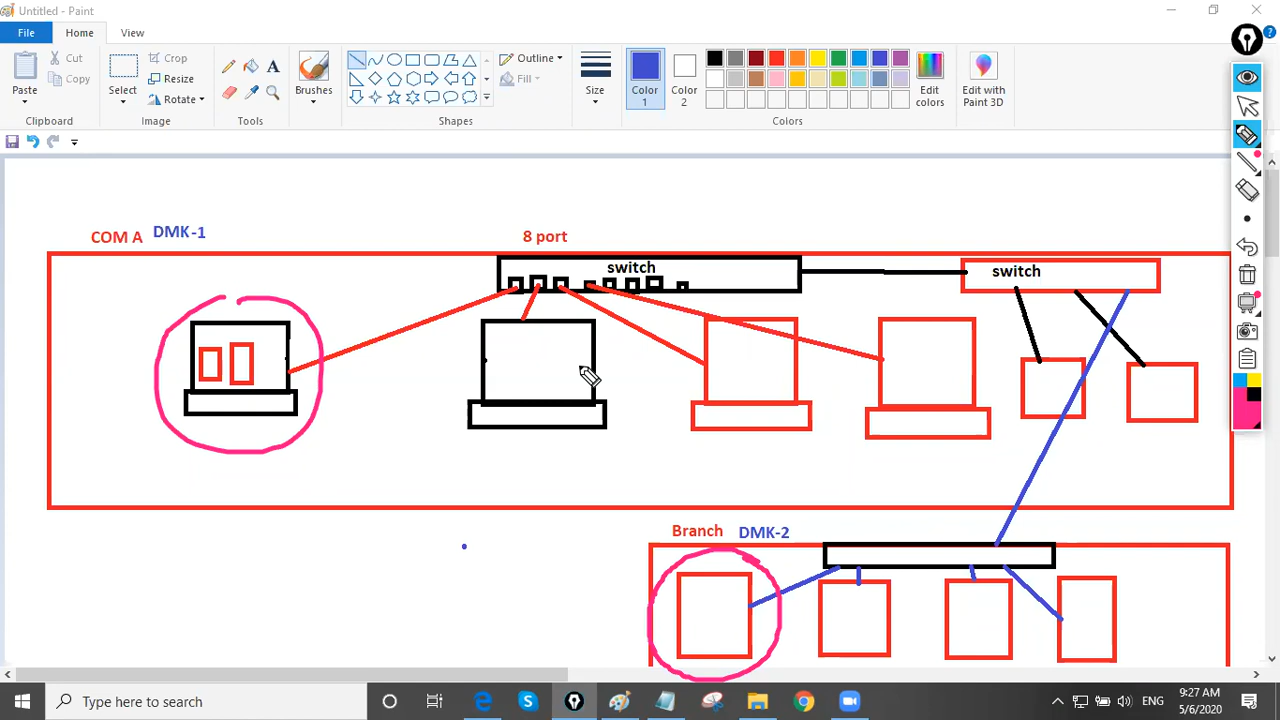 Untitled - Paint
File
Home
View
Paste
Cut
Copy
Clipboard
Select
Crop
Resize
Rotate
Image
A
Tools
Brushes
Shapes
Outline
Fill
Size
Color
1
Color
2
Edit
colors
Colors
Edit with
Paint 3D
?
COM A DMK-1
8 port
switch
switch
Branch DMK-2
Type here to search
ENG
9:27 AM
5/6/2020